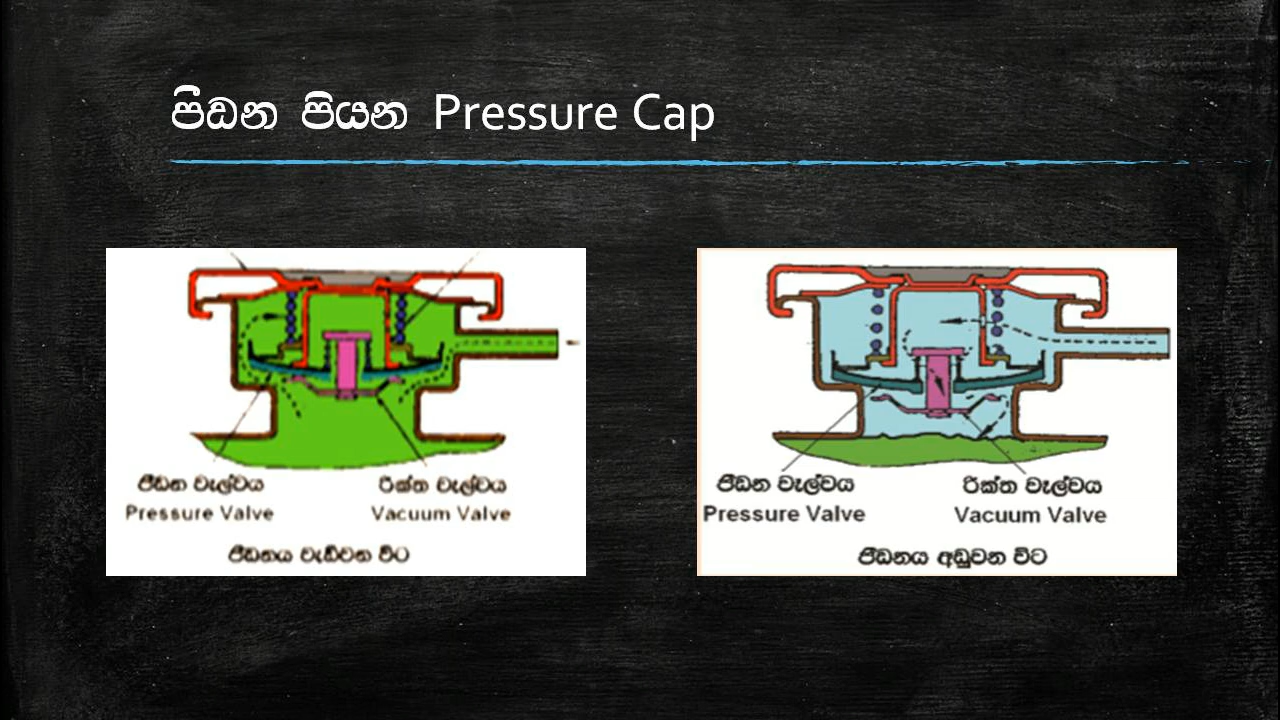 පීඩන පියන Pressure Cap
පීඩන වෑල්වය
Pressure Valve
රික්ත වෑල්වය
Vacuum Valve
පීඩනය වැඩිවන විට
පීඩන වෑල්වය
Pressure Valve
රික්ත වෑල්වය
Vacuum Valve
පීඩනය අඩුවන විට